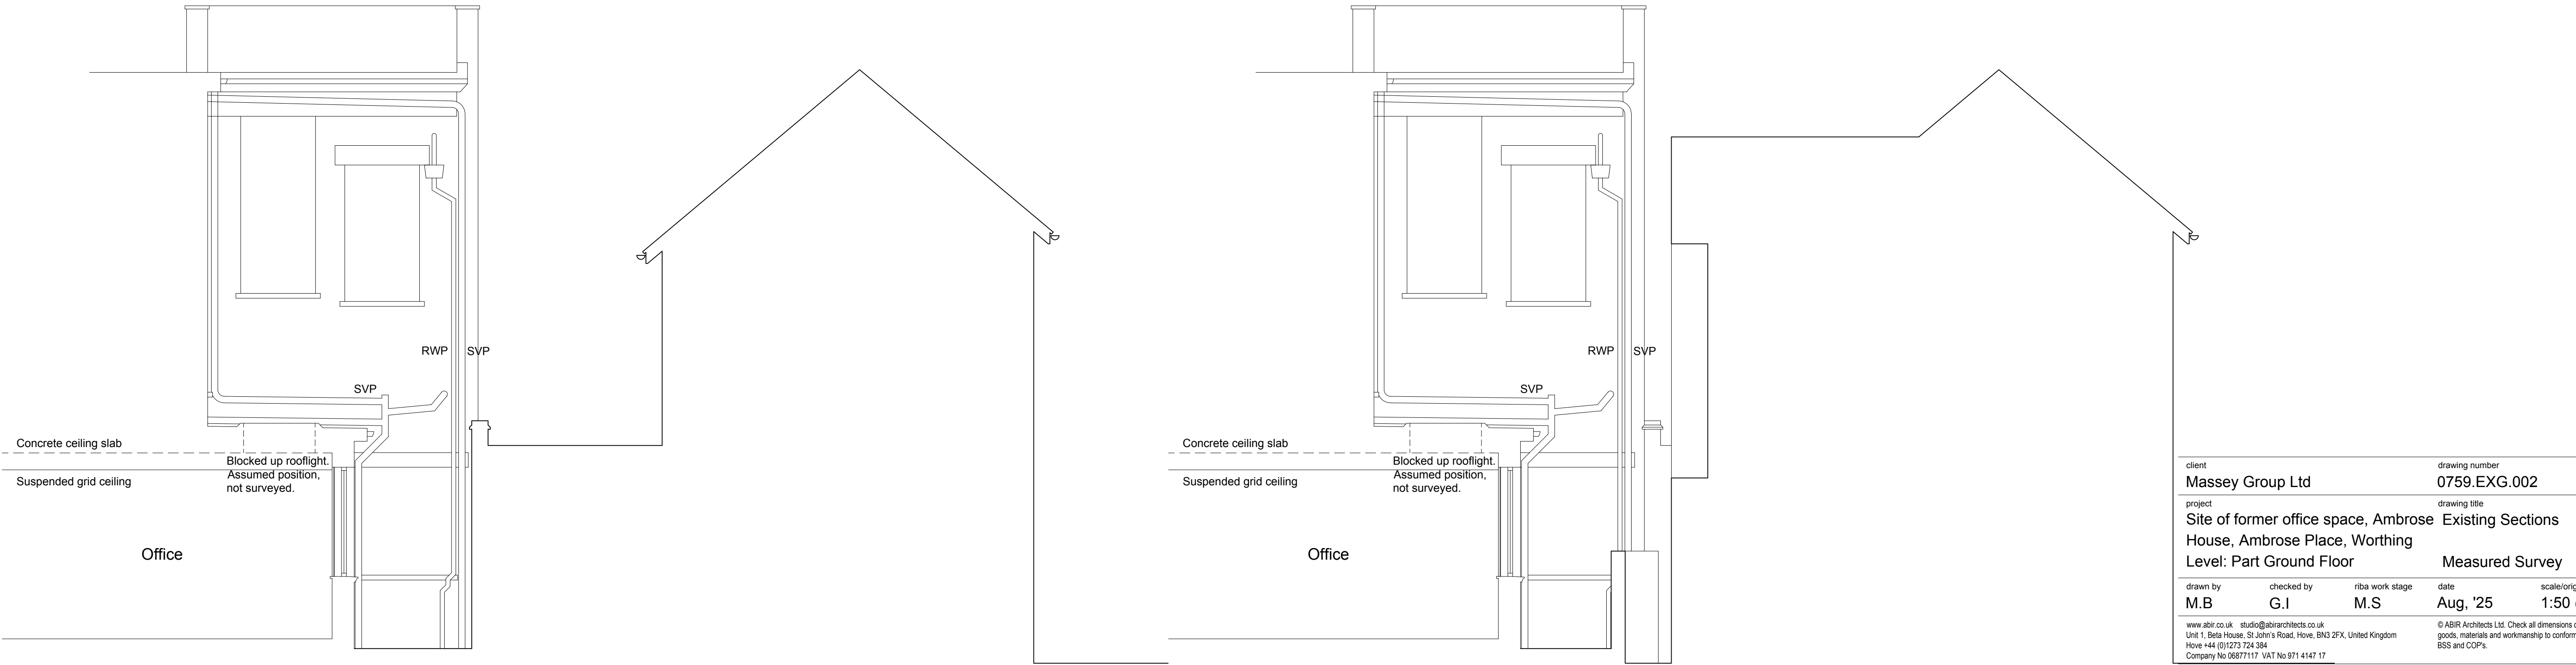 RWP
SVP
SVP
Concrete ceiling slab
Blocked up rooflight.
Assumed position,
not surveyed.
Suspended grid ceiling
Office
RWP
SVP
SVP
Concrete ceiling slab
Blocked up rooflight.
Assumed position,
not surveyed.
Suspended grid ceiling
Office
client
Massey Group Ltd
drawing number
0759.EXG.002
project
Site of former office space, Ambrose
House, Ambrose Place, Worthing
Level: Part Ground Floor
drawing title
Existing Sections
Measured Survey
drawn by
M.B
checked by
G.I
riba work stage
M.S
date
Aug, '25
1:50
www.abir.co.uk studio@abirarchitects.co.uk
Unit 1, Beta House, St John's Road, Hove, BN3 2FX, United Kingdom
Hove +44 (0)1273 724 384
Company No 06877117 VAT No 971 4147 17
© ABIR Architects Ltd. Check all dimensions
goods, materials and workmanship to conform
BSS and COP's.